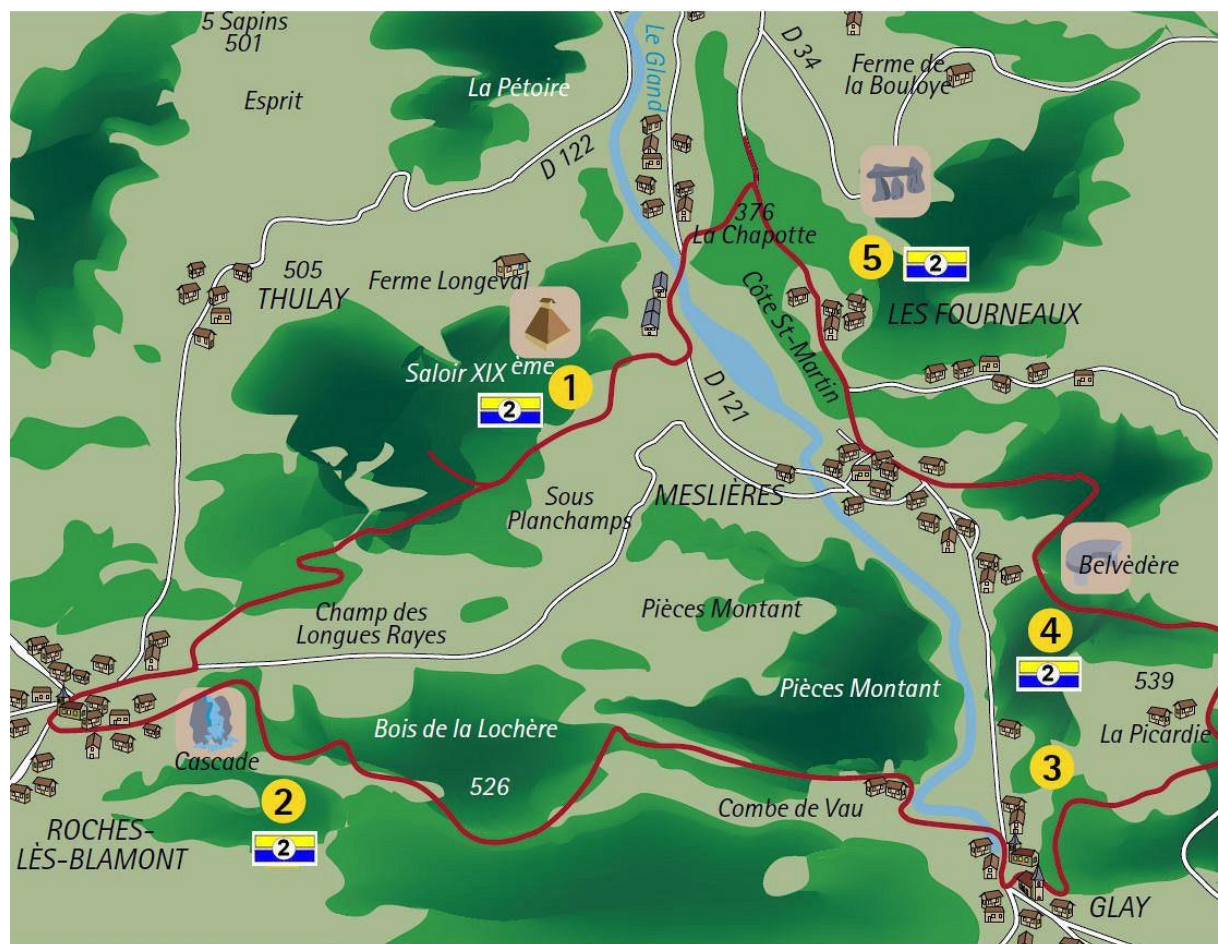 5 Sapins
501
Esprit
La Pétoire
Le Gland
D 34
Ferme de
la Bouloye
D 122
376
La Chapotte
505
THULAY
Ferme Longeval
5
2
LES FOURNEAUX
Côte St-Martin
Saloir XIX ème
1
2
D 121
Sous
Planchamps
MESLIÈRES
Belvèdère
Champ des
Longues Rayes
Pièces Montant
4
2
539
Pièces Montant
La Picardie
Bois de la Lochère
Cascade
3
526
2
Combe de Vau
2
ROCHES-
LÈS-BLAMONT
GLAY